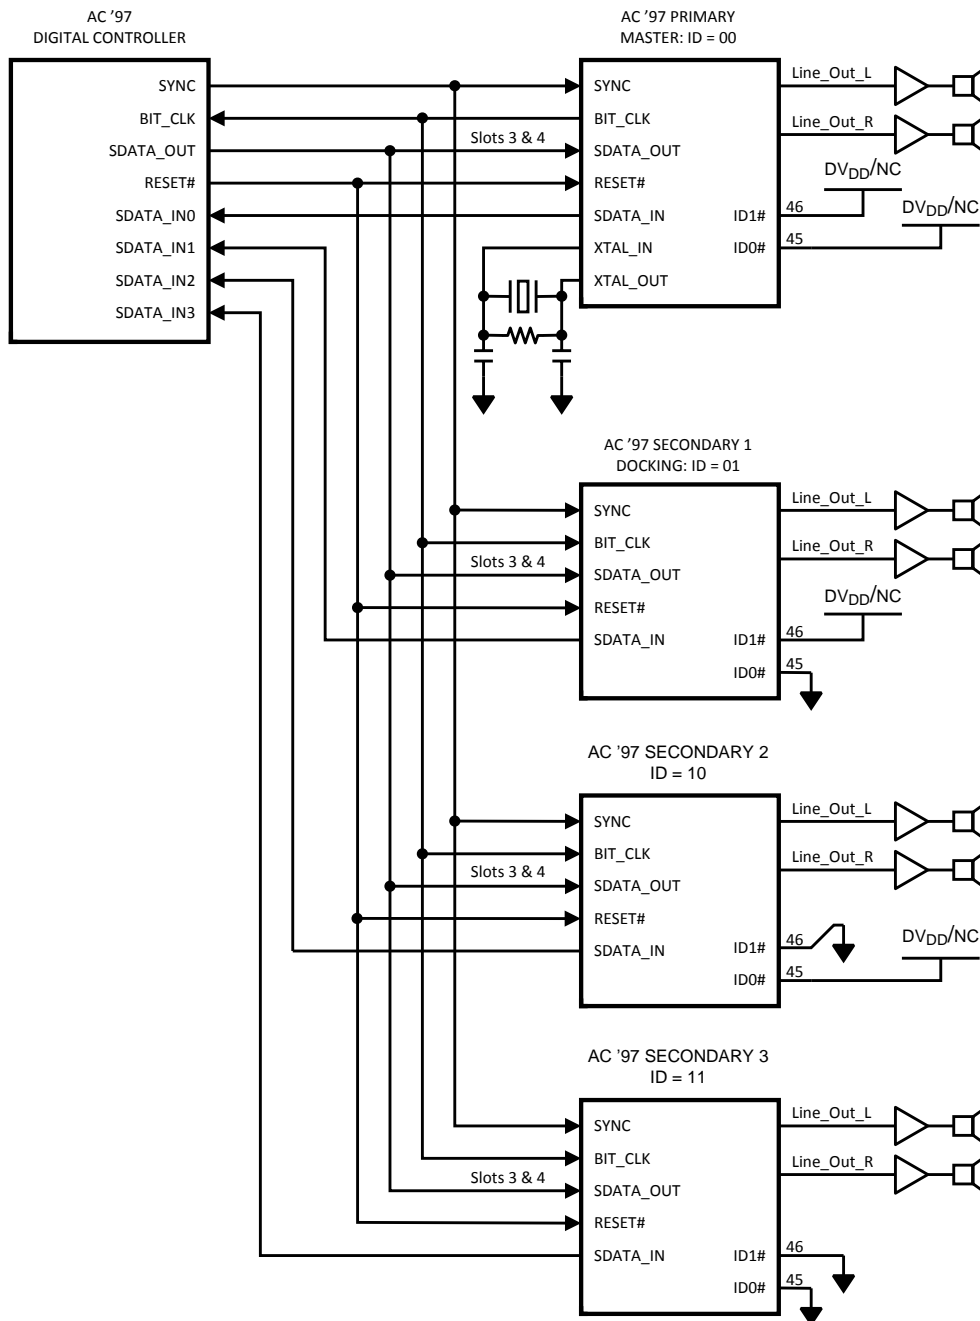 AC '97
DIGITAL CONTROLLER
SYNC
BIT_CLK
SDATA_OUT
RESET#
SDATA_IN0
SDATA_IN1
SDATA_IN2
SDATA_IN3
AC '97 PRIMARY
MASTER: ID = 00
SYNC
BIT_CLK
Slots 3 & 4
SDATA_OUT
RESET#
SDATA_IN
XTAL_IN
XTAL_OUT
ID1#
ID0#
46
45
Line_Out_L
Line_Out_R
DVDD/NC
DVDD/NC
AC '97 SECONDARY 1
DOCKING: ID = 01
SYNC
BIT_CLK
Slots 3 & 4
SDATA_OUT
RESET#
SDATA_IN
ID1#
ID0#
46
45
Line_Out_L
Line_Out_R
DVDD/NC
AC '97 SECONDARY 2
ID = 10
SYNC
BIT_CLK
Slots 3 & 4
SDATA_OUT
RESET#
SDATA_IN
ID1#
ID0#
46
45
Line_Out_L
Line_Out_R
DVDD/NC
AC '97 SECONDARY 3
ID = 11
SYNC
BIT_CLK
Slots 3 & 4
SDATA_OUT
RESET#
SDATA_IN
ID1#
ID0#
46
45
Line_Out_L
Line_Out_R